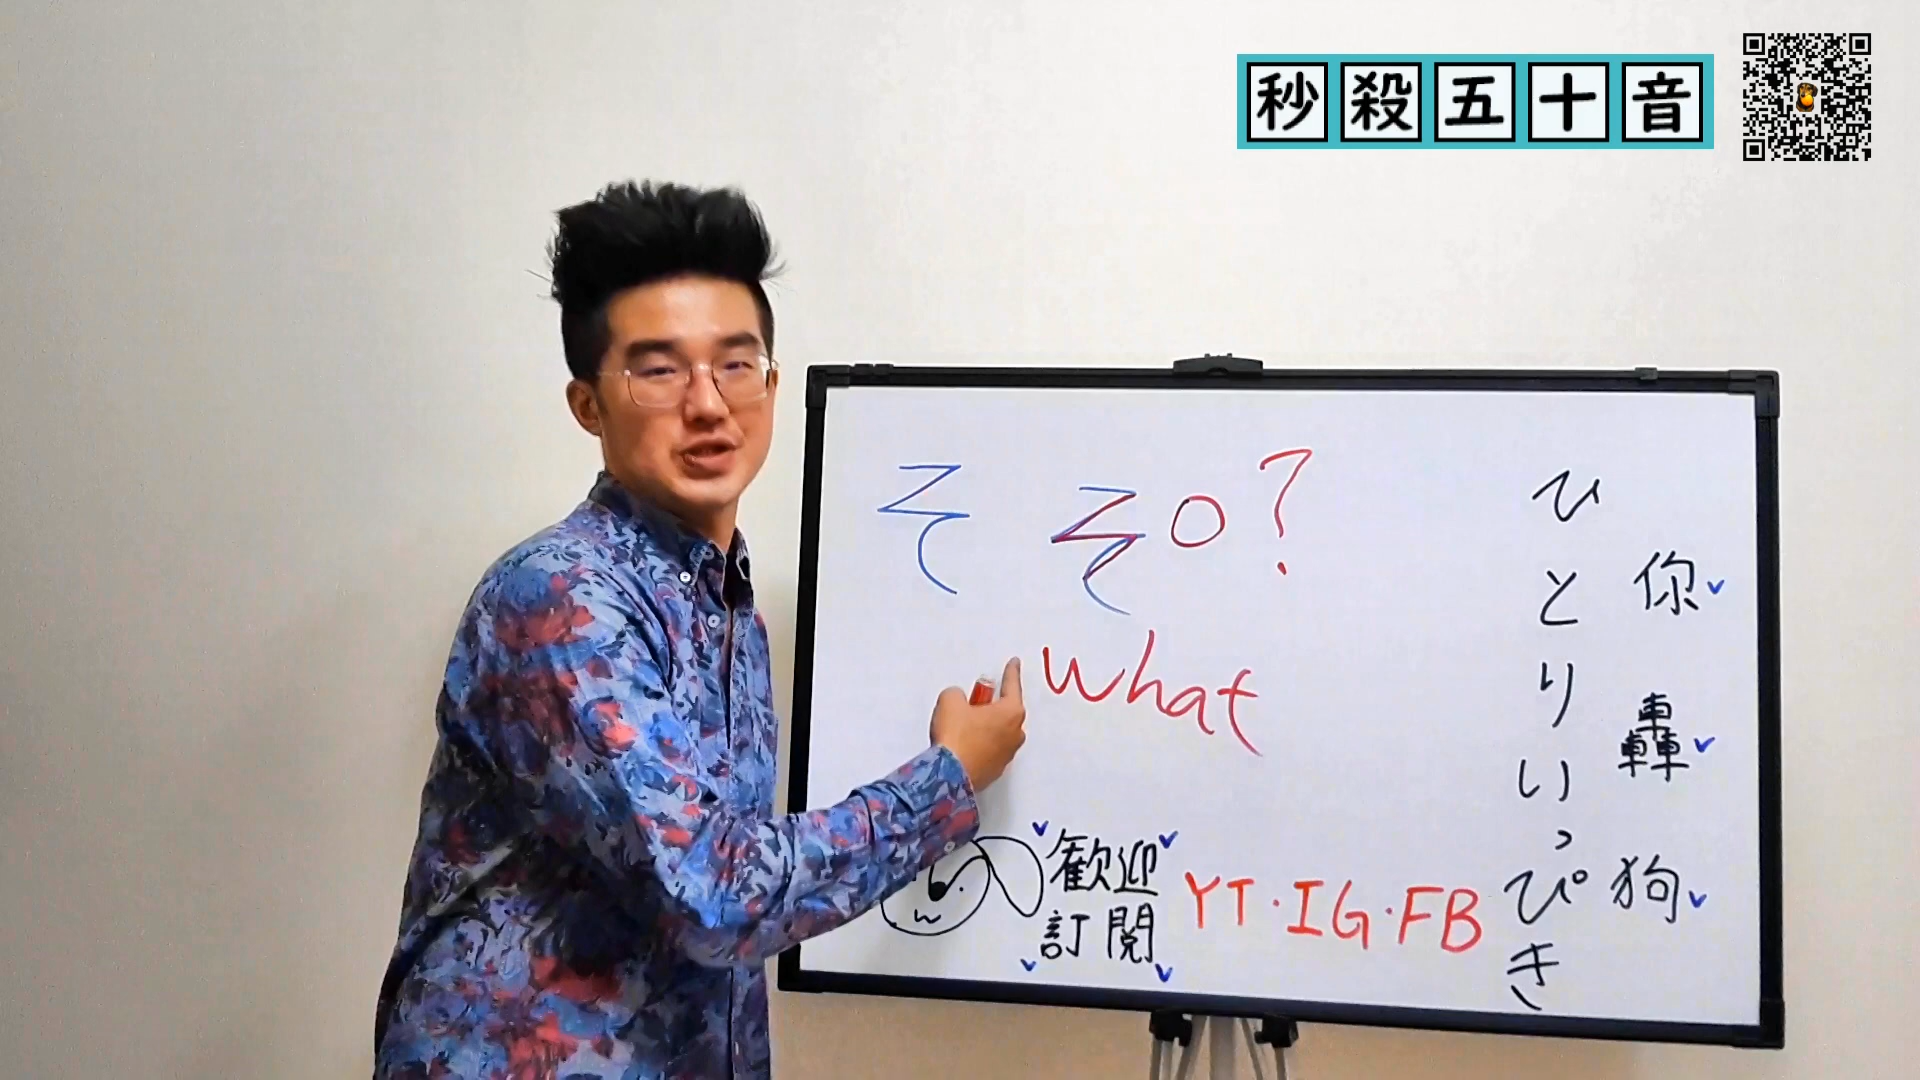 秒殺五十音
そ そo?
what
ひとりいっぴき
你
轟
狗
歡迎
訂閱
YT·IG·FB